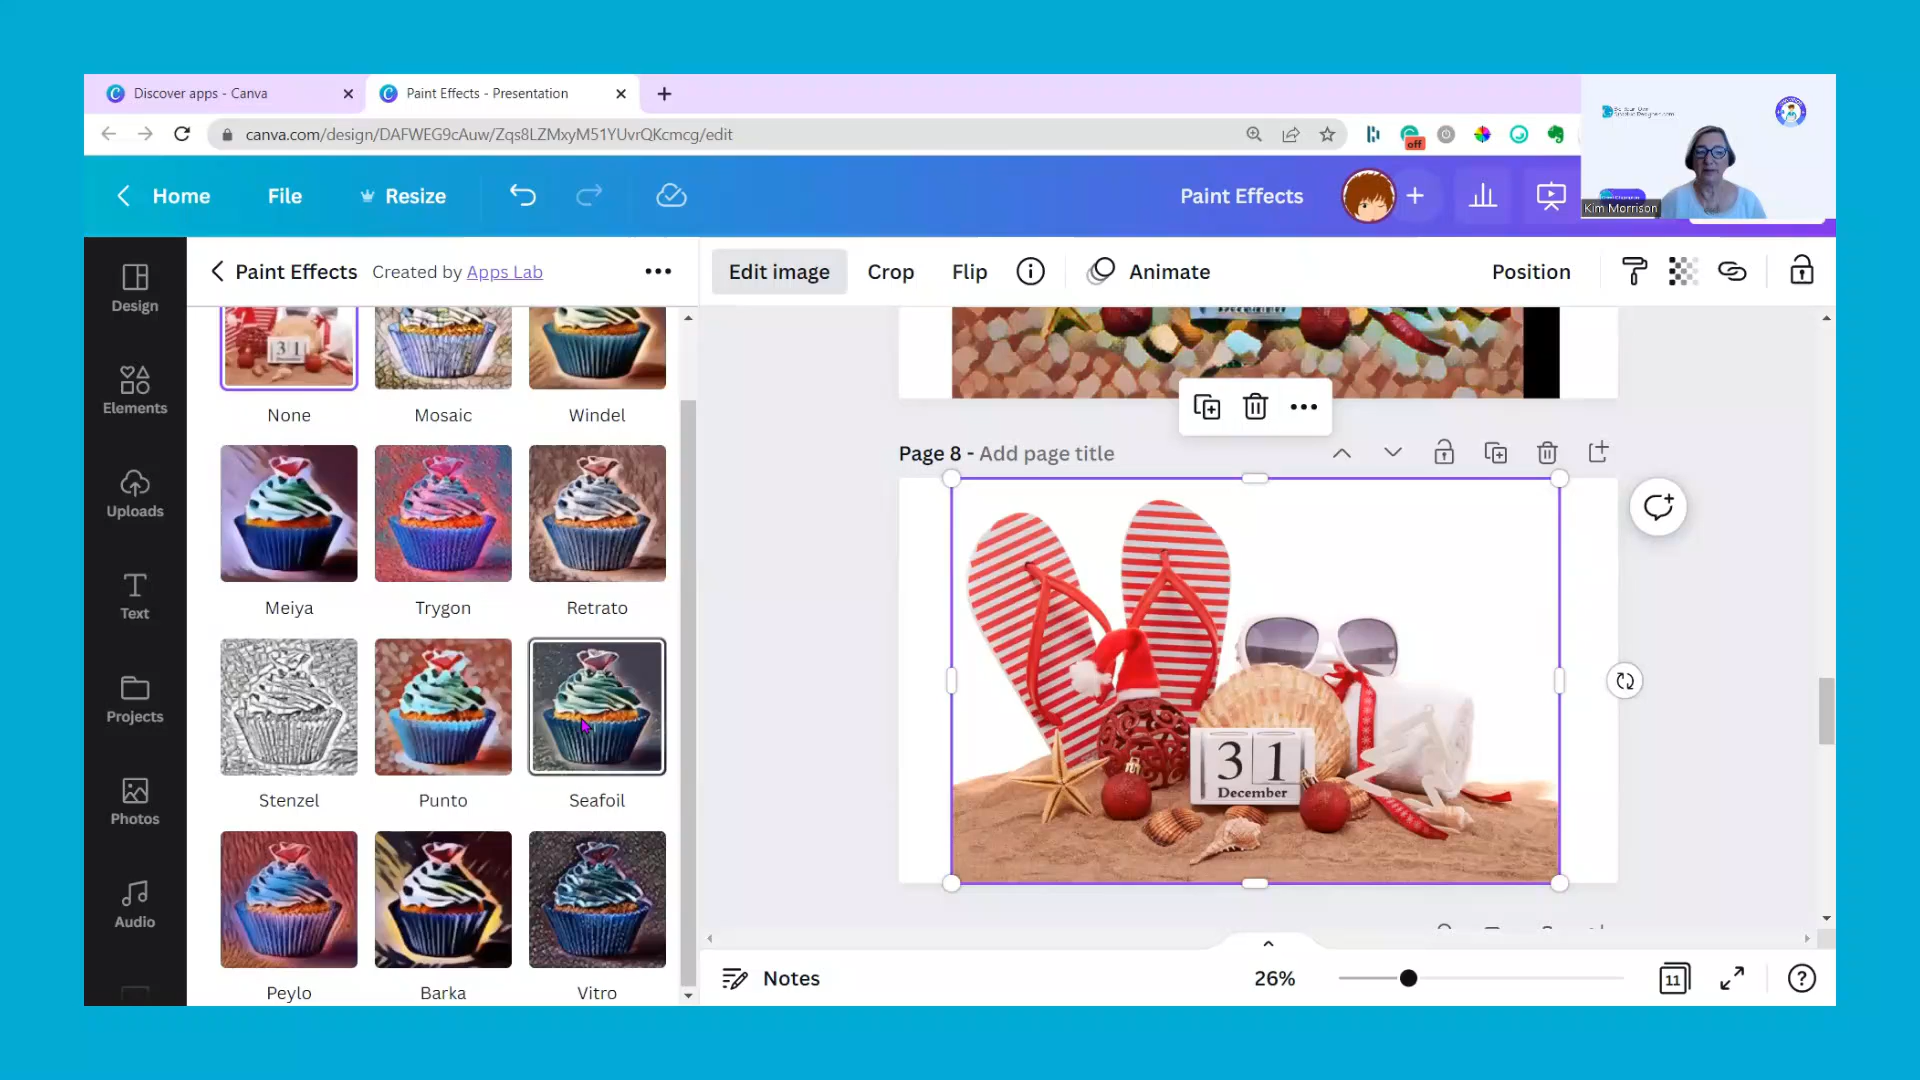 Discover apps - Canva
Paint Effects - Presentation
canva.com/design/DAFWEG9cAuw/Zqs8LZMxyM51YUvrQKcmcg/edit
off
Home
File
Resize
Paint Effects
Kim Morrison
Design
Elements
Uploads
Text
Projects
Photos
Audio
Paint Effects
Created by Apps Lab
None
Mosaic
Windel
Meiya
Trygon
Retrato
Stenzel
Punto
Seafoil
Peylo
Barka
Vitro
Edit image
Crop
Flip
Animate
Position
Page 8 - Add page title
31
December
Notes
26%
11